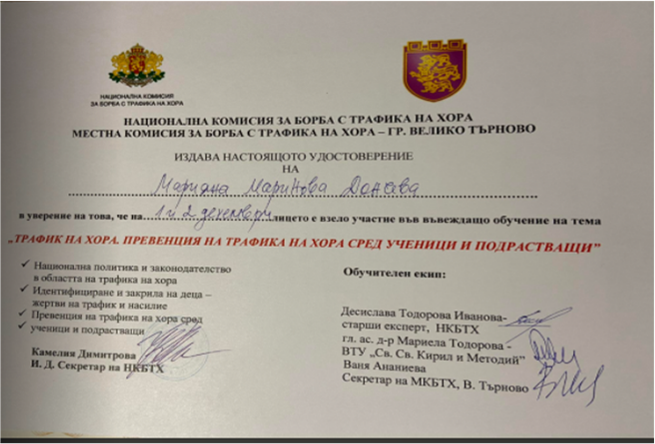 НАЦИОНАЛНА КОМИСИЯ
ЗА БОРБА С ТРАФИКА НА ХОРА
НАЦИОНАЛНА КОМИСИЯ ЗА БОРБА С ТРАФИКА НА ХОРА
МЕСТНА КОМИСИЯ ЗА БОРБА С ТРАФИКА НА ХОРА – ГР. ВЕЛИКО ТЪРНОВО
ИЗДАВА НАСТОЯЩОТО УДОСТОВЕРЕНИЕ
НА
Марияна Маринова
в уверение на това, че на 1 и 2 декември лицето е взело участие във въвеждащо обучение на тема
„ТРАФИК НА ХОРА. ПРЕВЕНЦИЯ НА ТРАФИКА НА ХОРА СРЕД УЧЕНИЦИ И ПОДРАСТВАЩИ”
✓ Национална политика и законодателство
в областта на трафика на хора
✓ Идентифициране и закрила на деца –
жертви на трафик и насилие
✓ Превенция на трафика на хора сред
✓ ученици и подрастващи
Камелия Димитрова
И. Д. Секретар на НКБТХ
Обучителен екип:
Десислава Тодорова Иванова-
старши експерт, НКБТХ
гл. ас. д-р Мариела Тодорова -
ВТУ „Св. Св. Кирил и Методий”
Ваня Ананиева
Секретар на МКБТХ, В. Търново